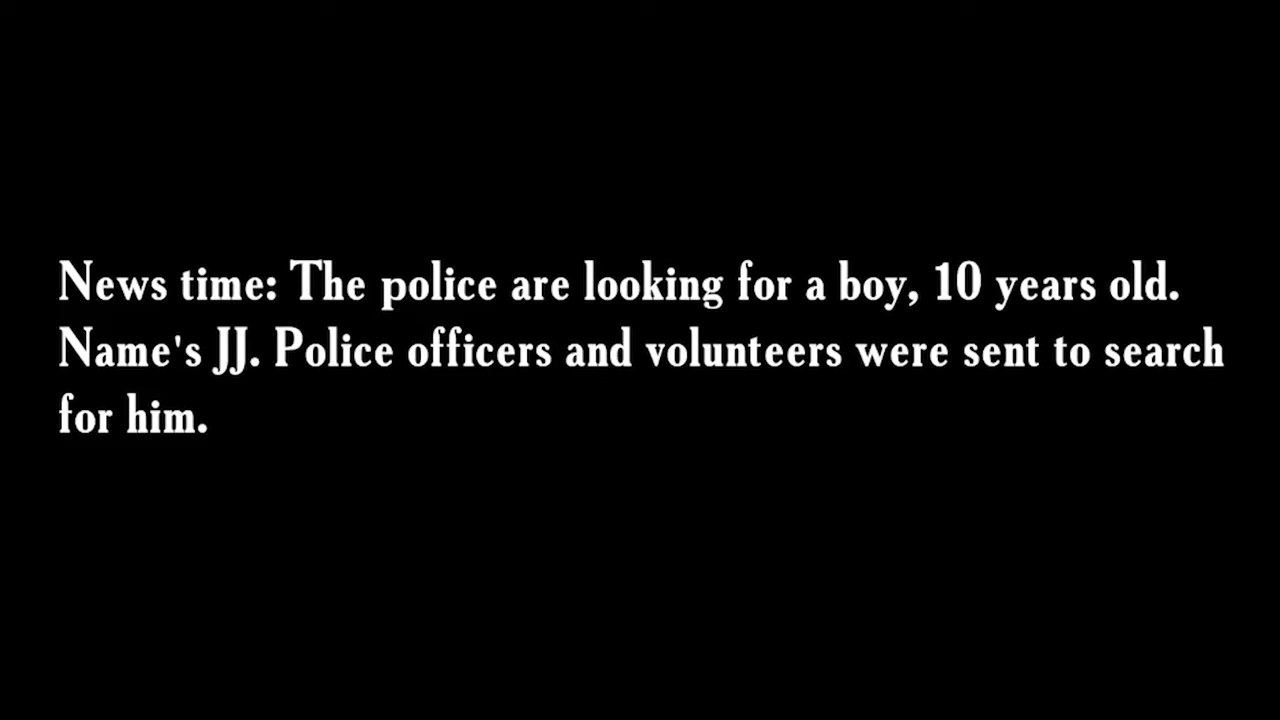 News time: The police are looking for a boy, 10 years old.
Name's JJ. Police officers and volunteers were sent to search
for him.